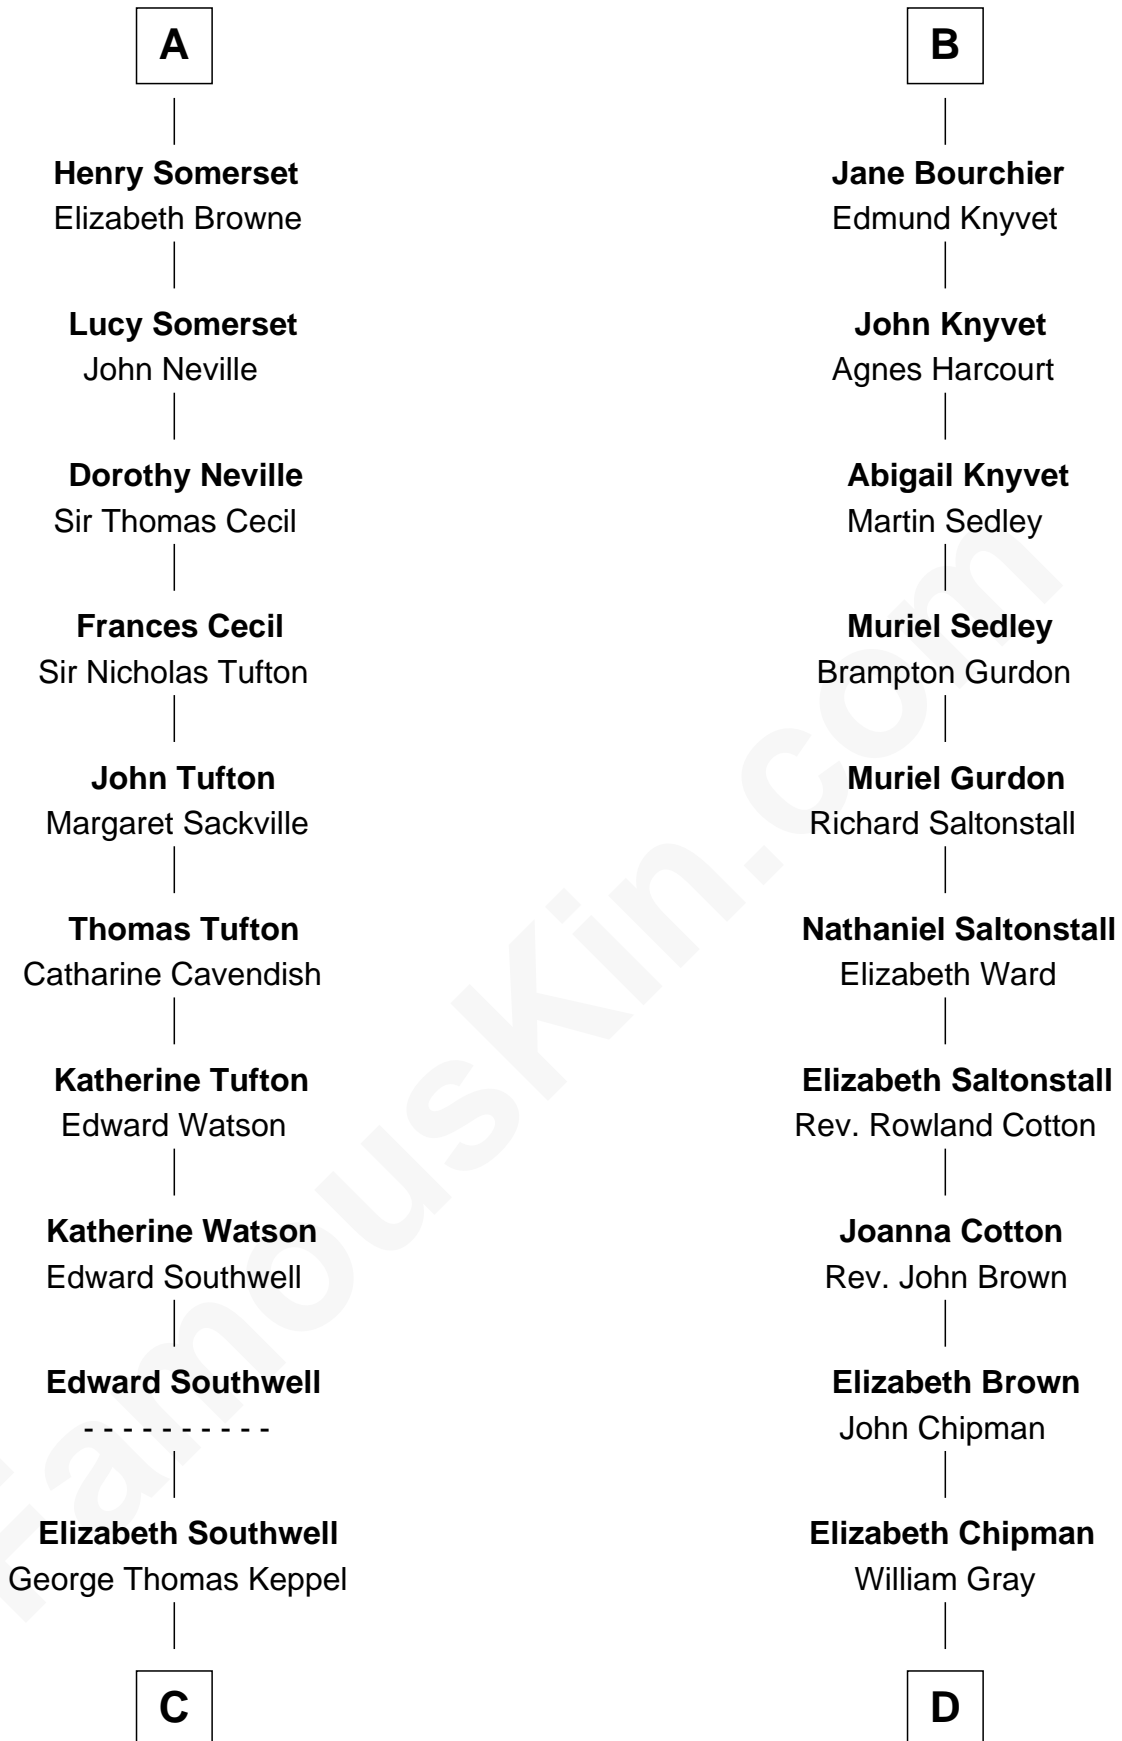 A
Henry Somerset
Elizabeth Browne
Lucy Somerset
John Neville
Dorothy Neville
Sir Thomas Cecil
Frances Cecil
Sir Nicholas Tufton
John Tufton
Margaret Sackville
Thomas Tufton
Catharine Cavendish
Katherine Tufton
Edward Watson
Katherine Watson
Edward Southwell
Edward Southwell
- - - - - - - - - -
Elizabeth Southwell
George Thomas Keppel
C
B
Jane Bourchier
Edmund Knyvet
John Knyvet
Agnes Harcourt
Abigail Knyvet
Martin Sedley
Muriel Sedley
Brampton Gurdon
Muriel Gurdon
Richard Saltonstall
Nathaniel Saltonstall
Elizabeth Ward
Elizabeth Saltonstall
Rev. Rowland Cotton
Joanna Cotton
Rev. John Brown
Elizabeth Brown
John Chipman
Elizabeth Chipman
William Gray
D
FamousKin.com